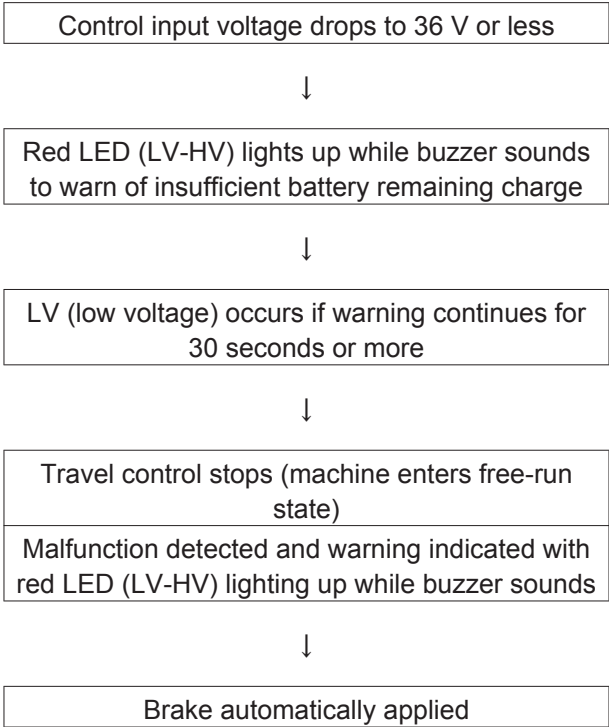 Control input voltage drops to 36 V or less
↓
Red LED (LV-HV) lights up while buzzer sounds
to warn of insufficient battery remaining charge
↓
LV (low voltage) occurs if warning continues for
30 seconds or more
↓
Travel control stops (machine enters free-run
state)
Malfunction detected and warning indicated with
red LED (LV-HV) lighting up while buzzer sounds
↓
Brake automatically applied